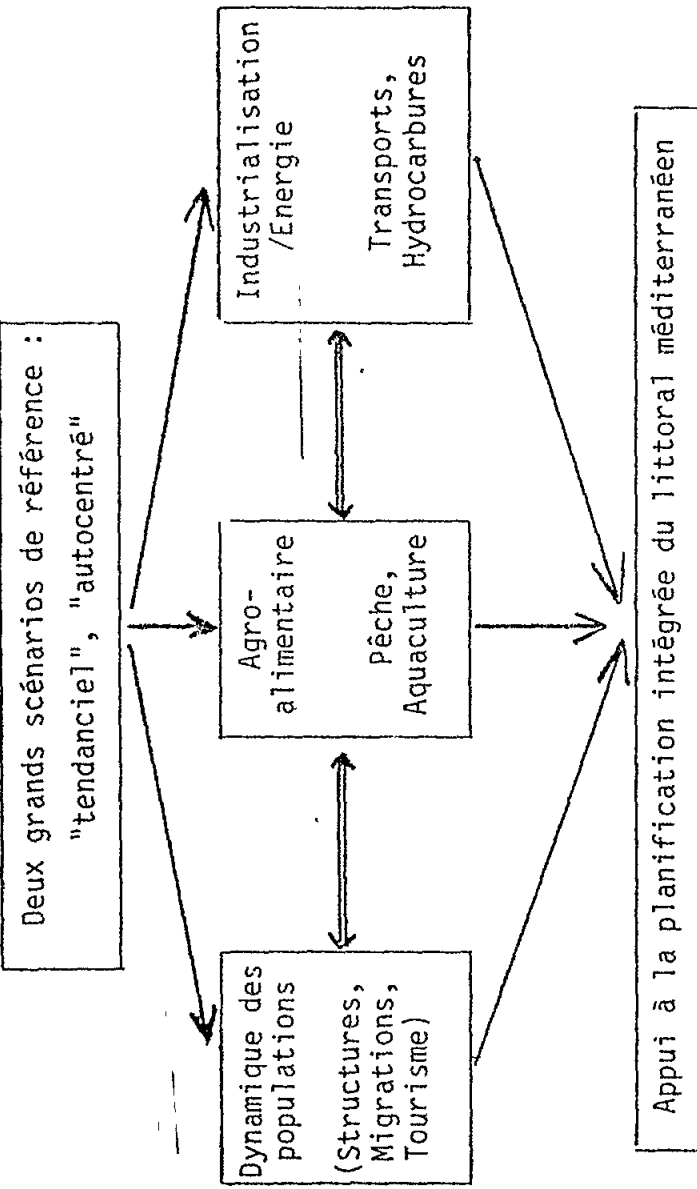 Deux grands scénarios de référence :
"tendanciel", "autocentré"
Dynamique des
populations
(Structures,
Migrations,
Tourisme)
Agro-
alimentaire
Pêche,
Aquaculture
Industrialisation
/Energie
Transports,
Hydrocarbures
Appui à la planification intégrée du littoral méditerranéen